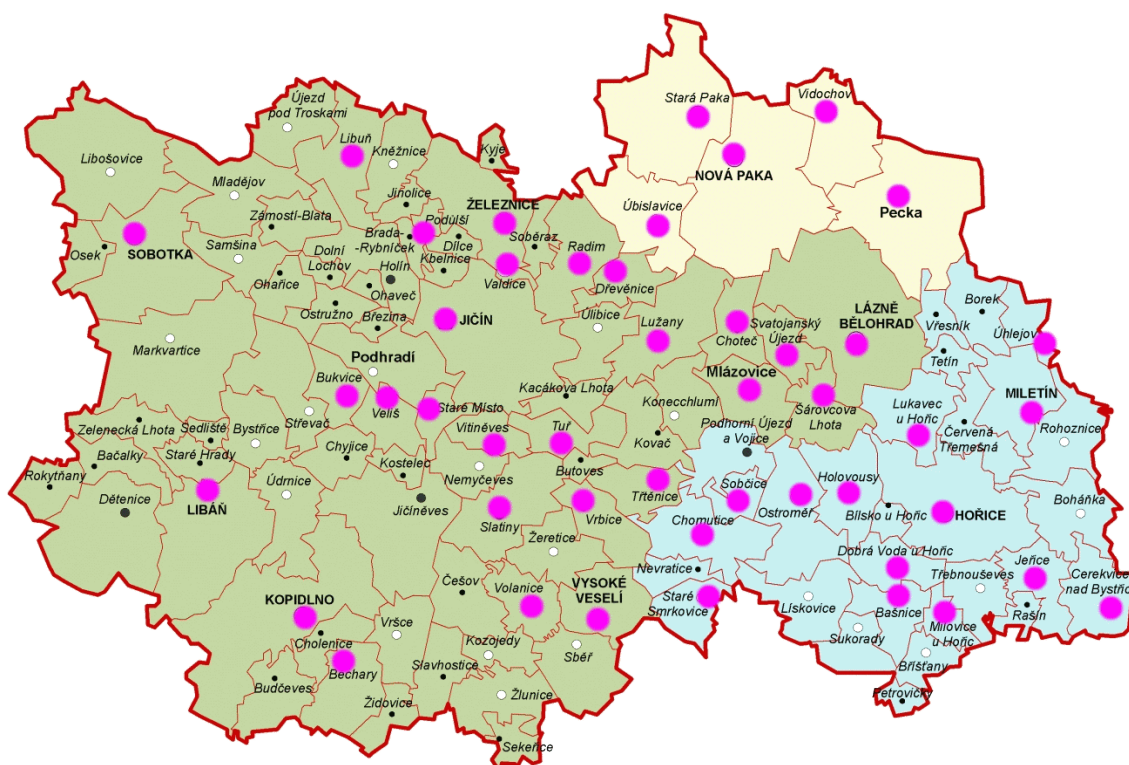 Stará Paka
Vidochov
Újezd
pod Troskami
Libuň
Kněžnice
Kyje
Libošovice
NOVÁ PAKA
Mladějov
Jinolice
Pecka
ŽELEZNICE
Zámostí-Blata
Podůlší
Úbislavice
Brada-
-Rybníček
Dílce
Soběraz
Radim
SOBOTKA
Osek
Samšina
Dolní
Lochov
Holín
Kbelnice
Valdice
Dřevěnice
Ohařice
Ohaveč
Borek
LÁZNĚ
BĚLOHRAD
Ostružno
Březina
JIČÍN
Úlibice
Lužany
Choteč
Svatojanský
Újezd
Vřesník
Úhlejov
Markvartice
Podhradí
Tetín
Mlázovice
Bukvice
Kacákova Lhota
Veliš
Staré Místo
Konecchlumí
Šárovcova
Lhota
MILETÍN
Lukavec
u Hořic
Zelenecká Lhota
Sedliště
Bystřice
Střevač
Vitiněves
Tuř
Kovač
Podhorní Újezd
a Vojice
Červená
Třemešná
Rohoznice
Bačalky
Staré Hrady
Chyjice
Kostelec
Butoves
Rokytňany
Dětenice
LIBÁŇ
Údrnice
Jičíněves
Nemyčeves
Třtěnice
Sobčice
Ostroměř
Holovousy
Boháňka
Slatiny
Vrbice
Chomutice
Bílsko u Hořic
HOŘICE
Žeretice
Dobrá Voda u Hořic
Nevratice
Jeřice
Třebnouševes
Cerekvice
nad Bystřicí
Češov
Volanice
VYSOKÉ
VESELÍ
Staré
Smrkovice
Lískovice
Bašnice
KOPIDLNO
Cholenice
Vršce
Kozojedy
Sběř
Sukorady
Milovice
u Hořic
Rašín
Bříšťany
Bechary
Slavhostice
Budčeves
Židovice
Žlunice
Petrovičky
Sekeřice